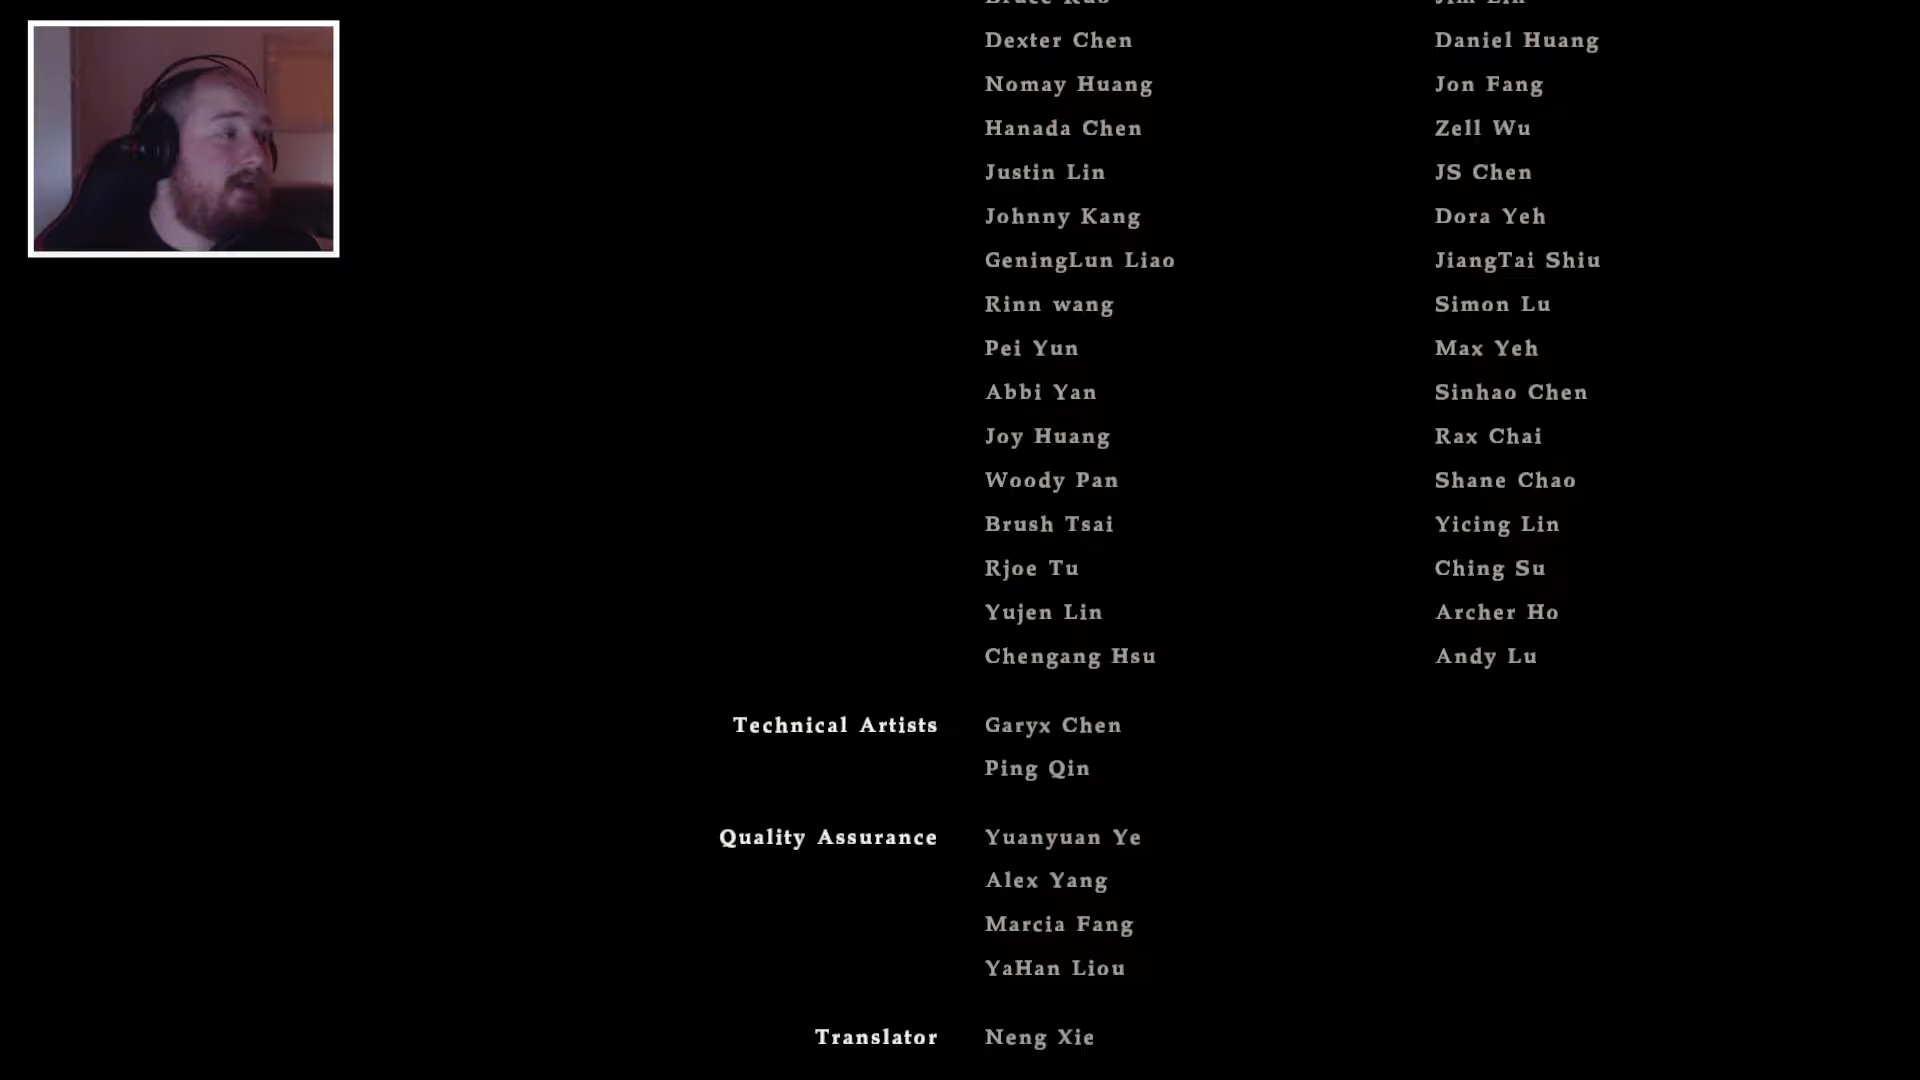 Dexter Chen Daniel Huang
Nomay Huang Jon Fang
Hanada Chen Zell Wu
Justin Lin JS Chen
Johnny Kang Dora Yeh
GeningLun Liao JiangTai Shiu
Rinn wang Simon Lu
Pei Yun Max Yeh
Abbi Yan Sinhao Chen
Joy Huang Rax Chai
Woody Pan Shane Chao
Brush Tsai Yicing Lin
Rjoe Tu Ching Su
Yujen Lin Archer Ho
Chengang Hsu Andy Lu
Technical Artists Garyx Chen
Ping Qin
Quality Assurance Yuanyuan Ye
Alex Yang
Marcia Fang
YaHan Liou
Translator Neng Xie